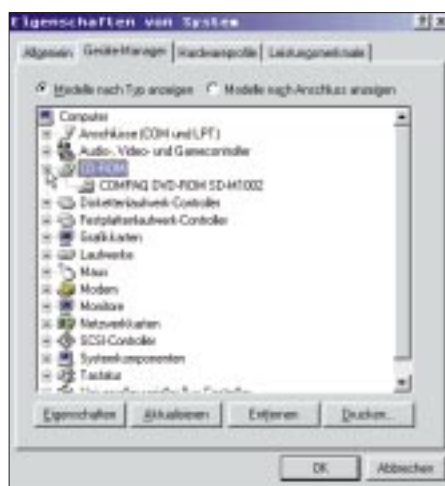 Eigenschaften von System
Allgemein Geräte-Manager Hardwareprofile Leistungsmerkmale
Modelle nach Typ anzeigen Modelle nach Anschluss anzeigen
Computer
Anschlüsse (COM und LPT)
Audio-, Video- und Gamecontroller
CD-ROM
COMPAQ DVD-ROM SD-M1002
Diskettenlaufwerk-Controller
Festplattenlaufwerk-Controller
Grafikkarten
Laufwerke
Maus
Modem
Monitore
Netzwerkkarten
SCSI-Controller
Systemkomponenten
Tastatur
Eigenschaften Aktualisieren Entfernen Drucken...
OK Abbrechen